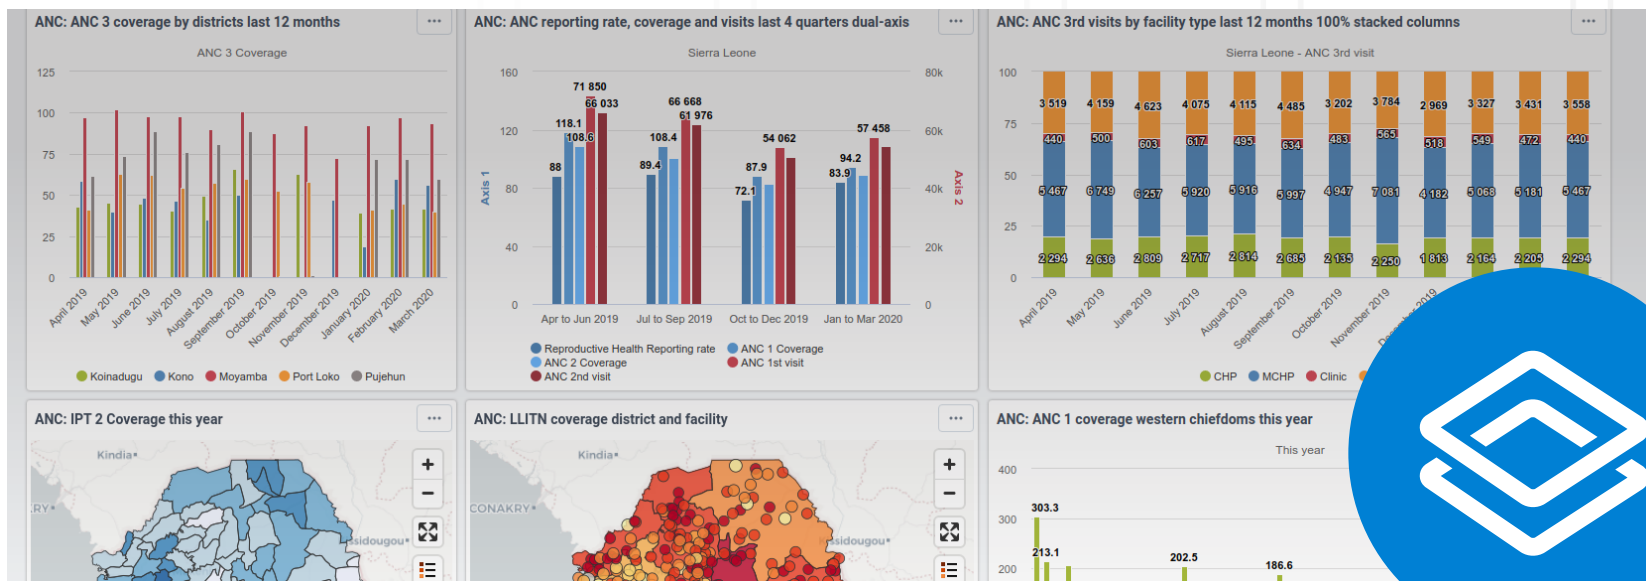 ANC: ANC 3 coverage by districts last 12 months
ANC 3 Coverage
125
100
75
50
25
0
April 2019
May 2019
June 2019
July 2019
August 2019
September 2019
October 2019
November 2019
December 2019
January 2020
February 2020
March 2020
Koinadugu Kono Moyamba Port Loko Pujehun
ANC: ANC reporting rate, coverage and visits last 4 quarters dual-axis
Sierra Leone
160
120
80
40
0
Axis 1
80k
60k
40k
20k
0
Axis 2
88
118.1
108.6
71 850
66 033
89.4
108.4
66 668
61 976
72.1
87.9
54 062
83.9
94.2
57 458
Apr to Jun 2019
Jul to Sep 2019
Oct to Dec 2019
Jan to Mar 2020
Reproductive Health Reporting rate ANC 1 Coverage
ANC 2 Coverage ANC 1st visit
ANC 2nd visit
ANC: ANC 3rd visits by facility type last 12 months 100% stacked columns
Sierra Leone - ANC 3rd visit
100
75
50
25
0
3 519 4 159 4 623 4 075 4 115 4 485 3 202 3 784 2 969 3 327 3 431 3 558
440 500 603 617 495 634 483 565 518 549 472 440
5 467 6 749 6 257 5 920 5 916 5 997 4 947 7 081 4 182 5 068 5 181 5 467
2 294 2 636 2 809 2 717 2 814 2 685 2 135 2 250 1 813 2 164 2 205 2 294
April 2019
May 2019
June 2019
July 2019
August 2019
September 2019
October 2019
November 2019
2019
CHP MCHP Clinic
ANC: IPT 2 Coverage this year
Kindia
RY
ssidougou
ANC: LLITN coverage district and facility
Kindia
CONAKRY
ssidougou
ANC: ANC 1 coverage western chiefdoms this year
This year
400
300
200
303.3
213.1
202.5
186.6